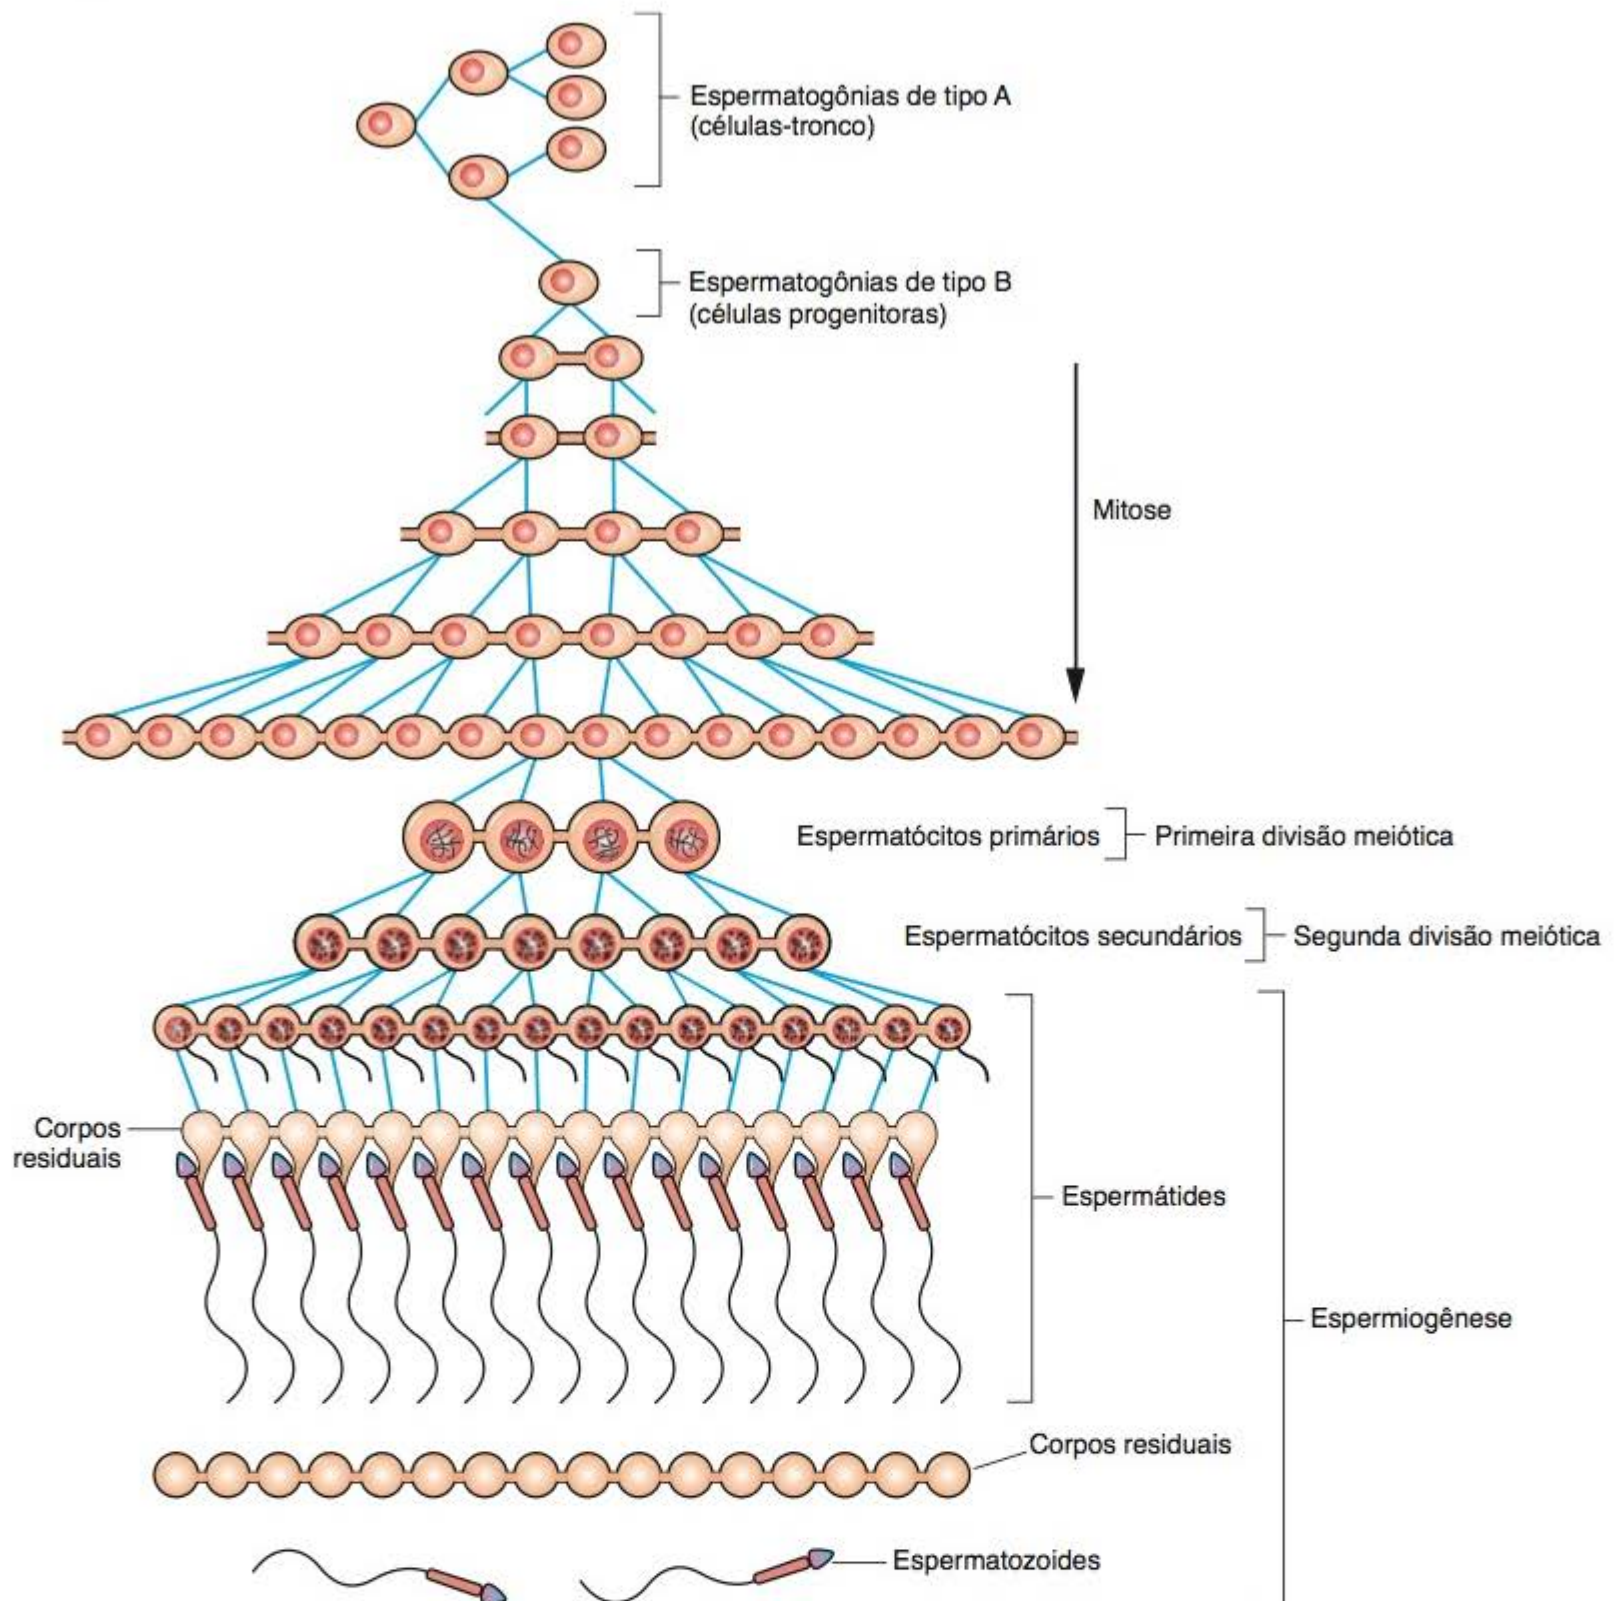 Espermatogônias de tipo A
(células-tronco)
Espermatogônias de tipo B
(células progenitoras)
Mitose
Espermatócitos primários
Primeira divisão meiótica
Espermatócitos secundários
Segunda divisão meiótica
Corpos
residuais
Espermátides
Espermiogênese
Corpos residuais
Espermatozoides